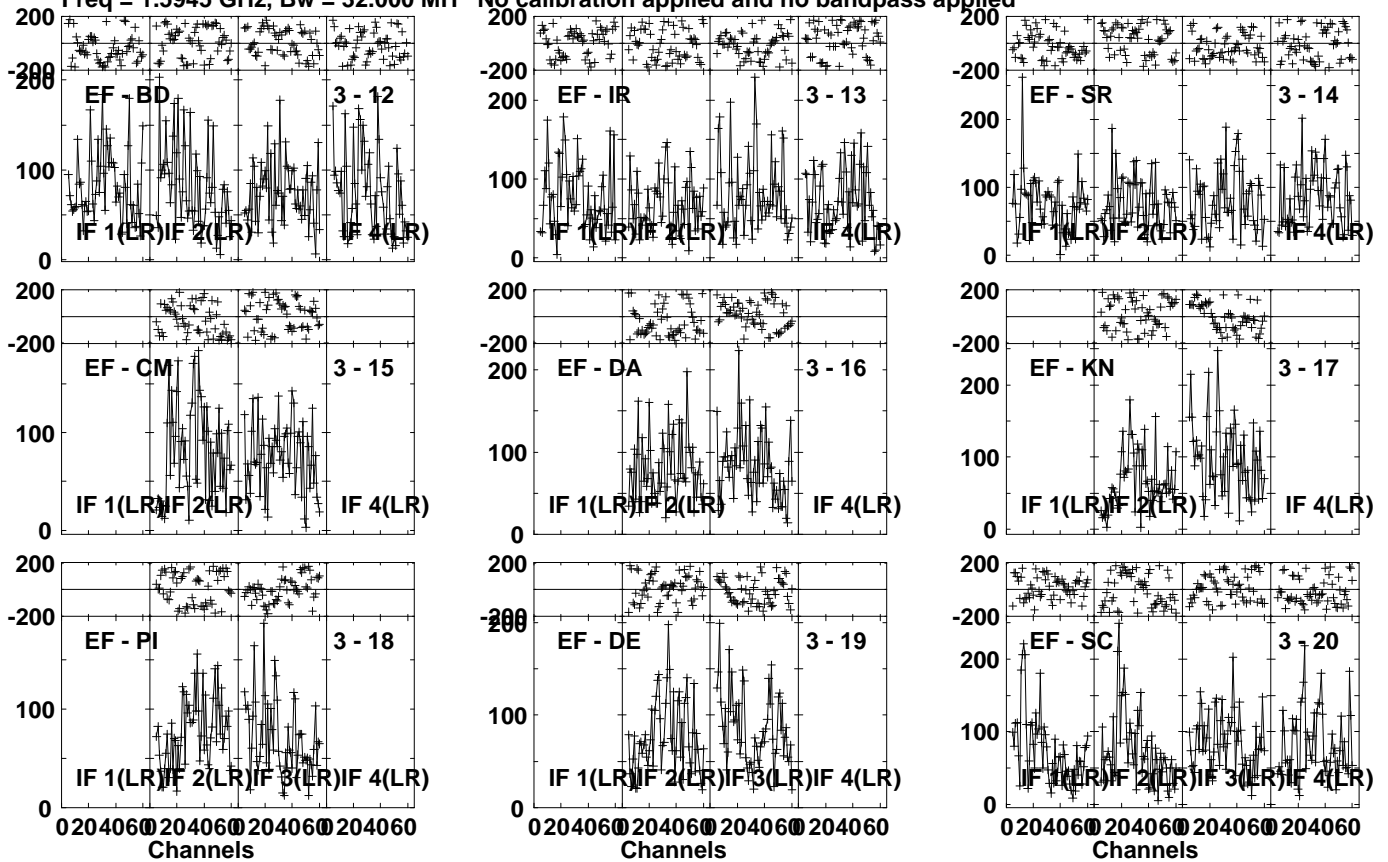 Freq = 1.5945 GHz, Bw = 32.000 MH No calibration applied and no bandpass applied
200
-200
200
100
0
EF - BD 3 - 12
IF 1(LR) IF 2(LR) IF 4(LR)
200
-200
200
100
0
EF - IR 3 - 13
IF 1(LR) IF 2(LR) IF 4(LR)
200
-200
200
100
0
EF - SR 3 - 14
IF 1(LR) IF 2(LR) IF 4(LR)
200
-200
100
0
EF - CM 3 - 15
IF 1(LR) IF 2(LR) IF 4(LR)
200
-200
200
100
0
EF - DA 3 - 16
IF 1(LR) IF 2(LR) IF 4(LR)
200
-200
200
100
0
EF - KN 3 - 17
IF 1(LR) IF 2(LR) IF 4(LR)
200
-200
100
0
EF - PI 3 - 18
IF 1(LR) IF 2(LR) IF 3(LR) IF 4(LR)
0 20 40 60 0 20 40 60 0 20 40 60 0 20 40 60
Channels
200
-200
200
100
0
EF - DE 3 - 19
IF 1(LR) IF 2(LR) IF 3(LR) IF 4(LR)
0 20 40 60 0 20 40 60 0 20 40 60 0 20 40 60
Channels
200
-200
200
100
0
EF - SC 3 - 20
IF 1(LR) IF 2(LR) IF 3(LR) IF 4(LR)
0 20 40 60 0 20 40 60 0 20 40 60 0 20 40 60
Channels